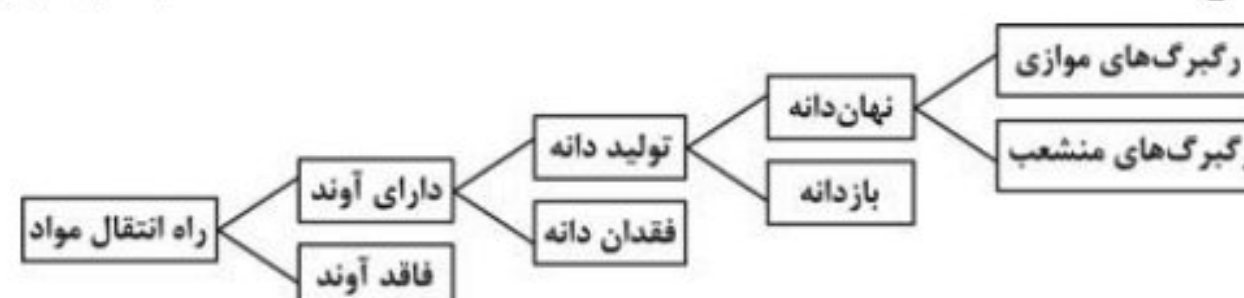 رگبرگ‌های موازی
نهان‌دانه
رگبرگ‌های منشعب
تولید دانه
بازدانه
دارای آوند
فقدان دانه
راه انتقال مواد
فاقد آوند